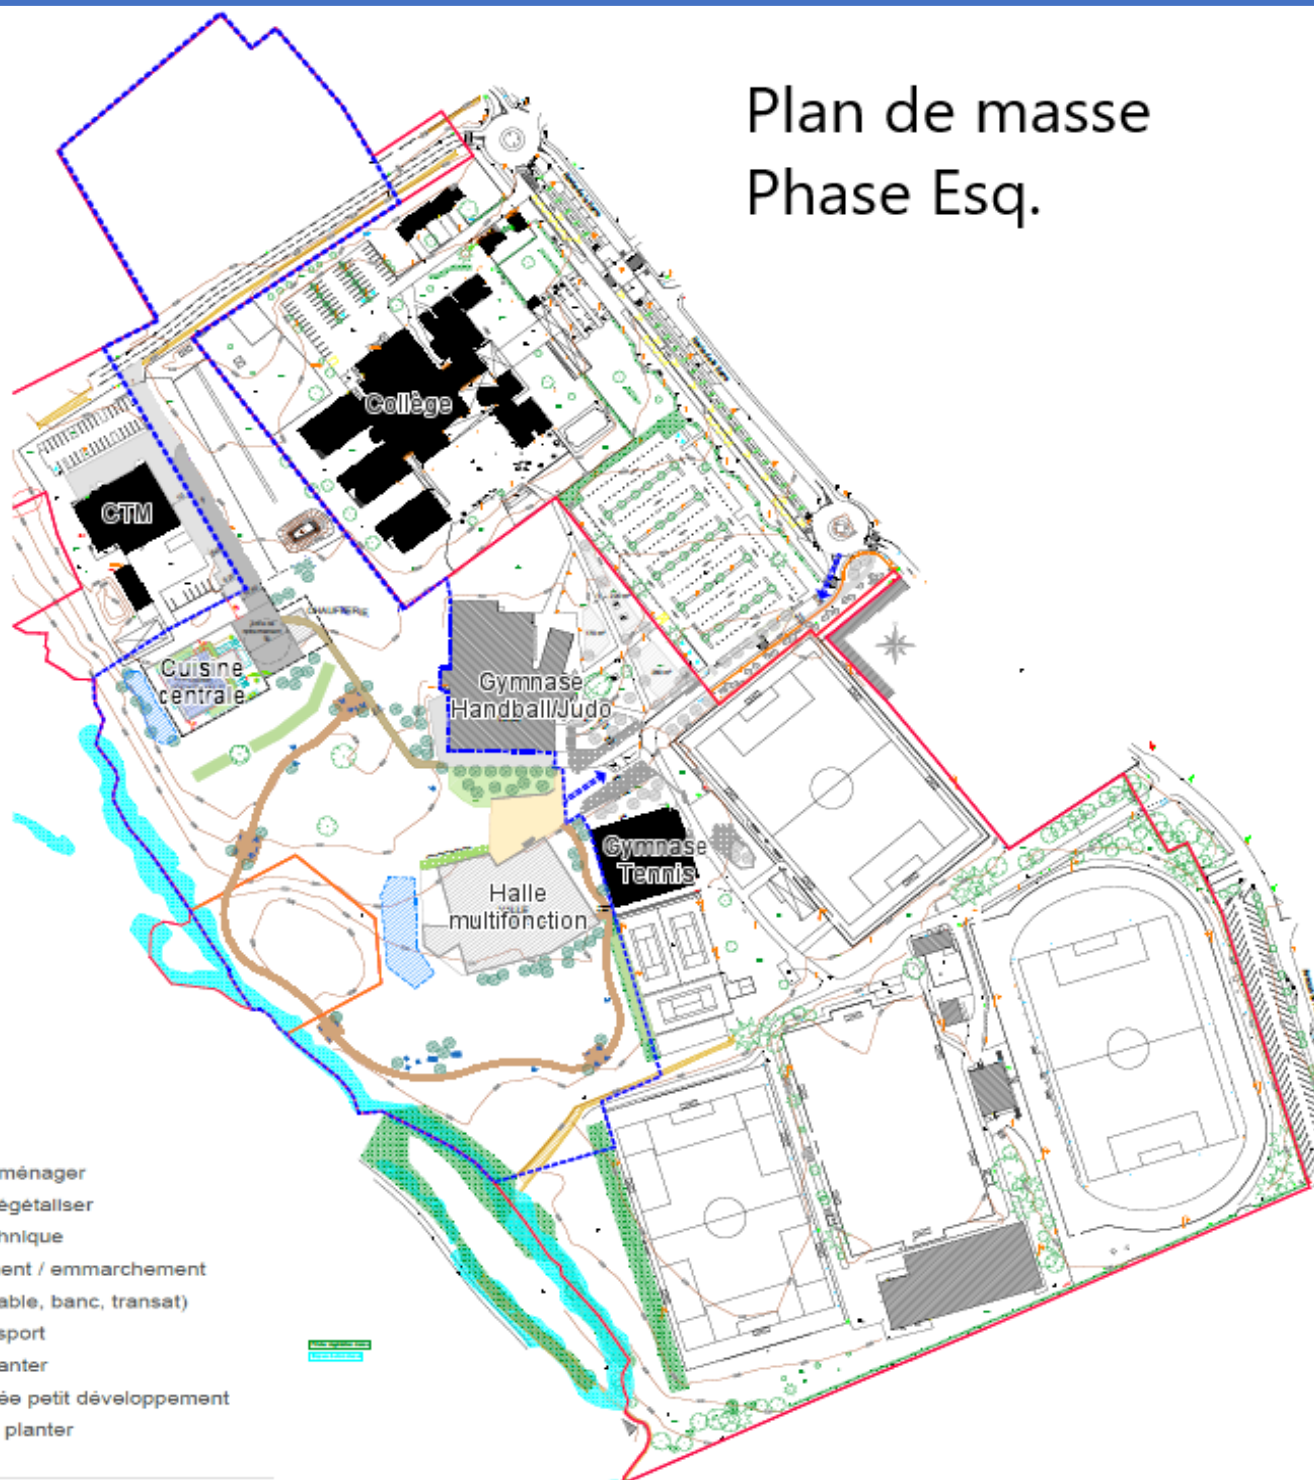 Plan de masse
Phase Esq.
Collège
CTM
CHAUFFERIE
Cuisine
centrale
Gymnase
Handball/Judo
Gymnase
Tennis
Halle
multifonction
ménager
égétaliser
hnique
ent / emmarchement
able, banc, transat)
sport
anter
ée petit développement
planter